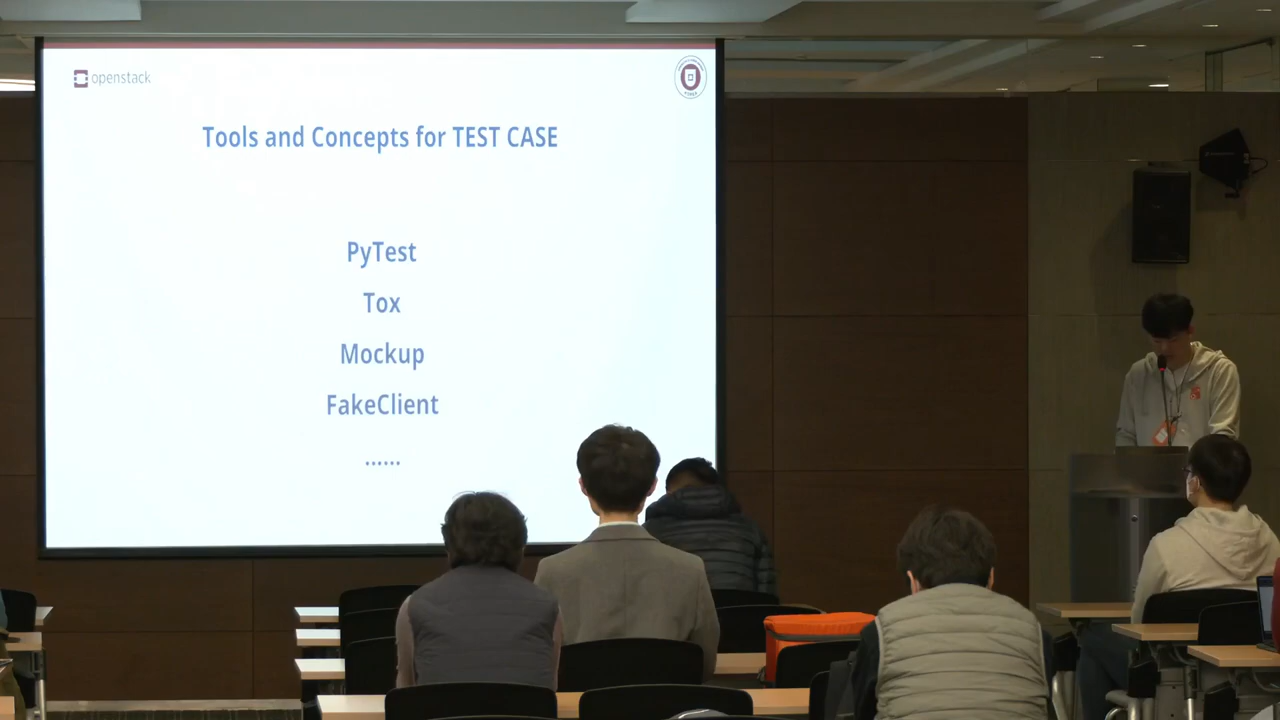 openstack
Tools and Concepts for TEST CASE
PyTest
Tox
Mockup
FakeClient
......